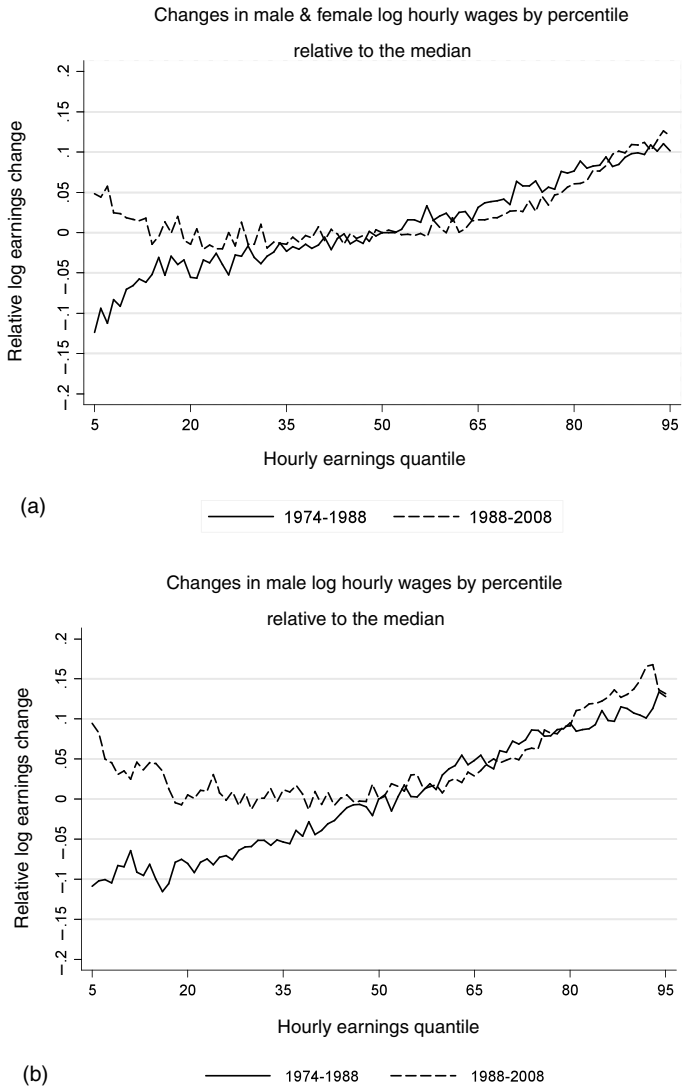 Changes in male & female log hourly wages by percentile
relative to the median
Relative log earnings change
.2
.15
.1
.05
0
−.05
−.1
−.15
−.2
5 20 35 50 65 80 95
Hourly earnings quantile
(a)
1974-1988 1988-2008
Changes in male log hourly wages by percentile
relative to the median
Relative log earnings change
.2
.15
.1
.05
0
−.05
−.1
−.15
−.2
5 20 35 50 65 80 95
Hourly earnings quantile
(b)
1974-1988 1988-2008